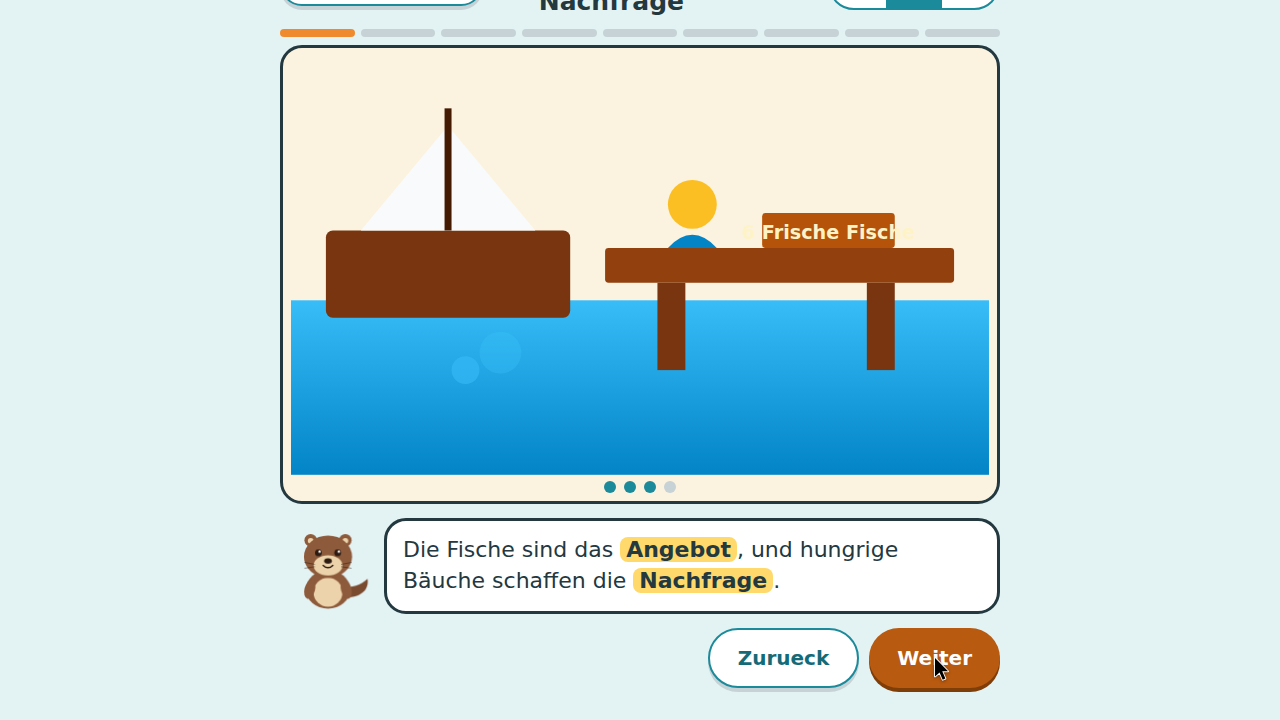 Nachfrage
Frische Fische
Die Fische sind das Angebot, und hungrige
Bäuche schaffen die Nachfrage.
Zurueck
Weiter